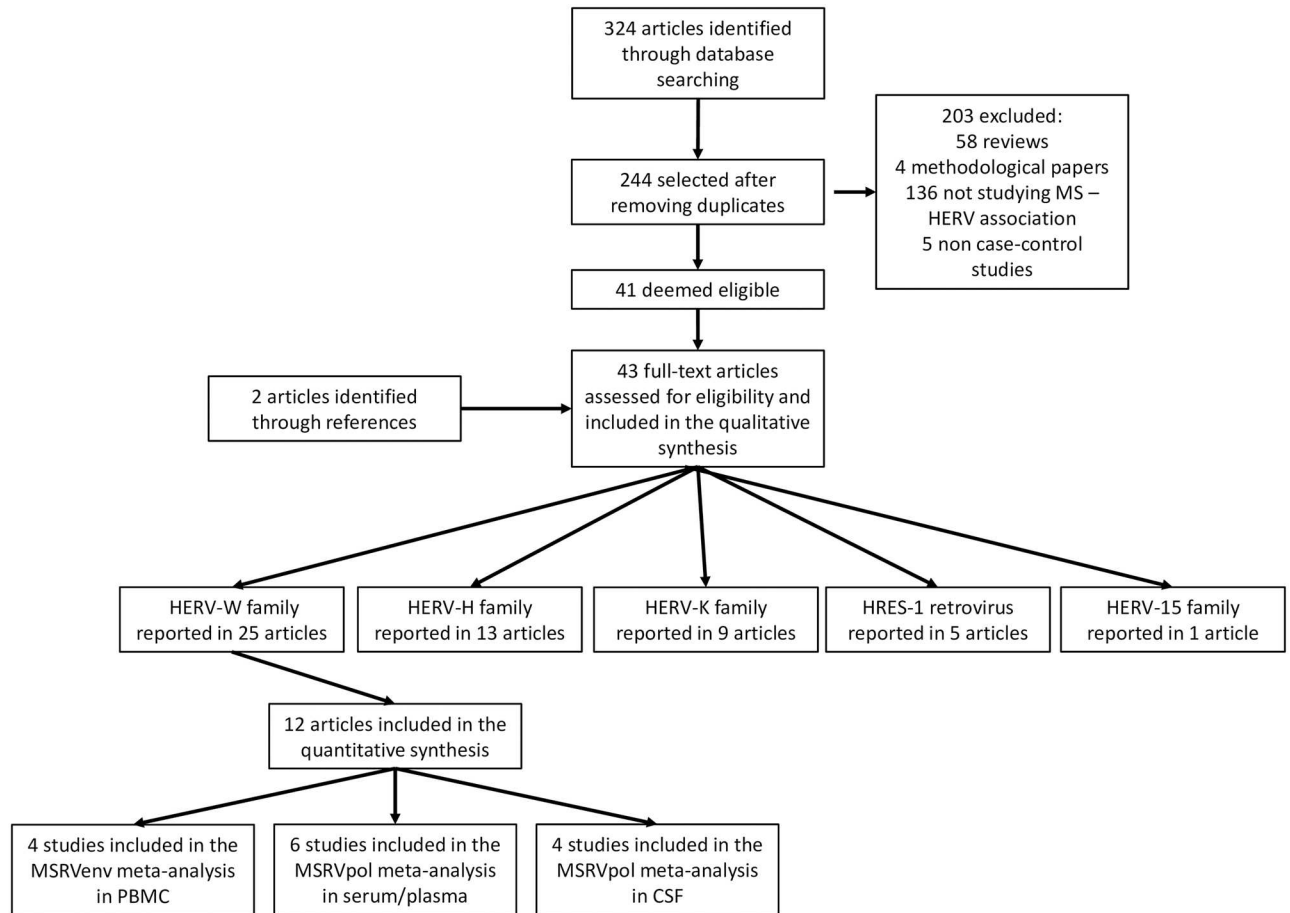 324 articles identified
through database
searching
203 excluded:
58 reviews
4 methodological papers
136 not studying MS –
HERV association
5 non case-control
studies
244 selected after
removing duplicates
41 deemed eligible
2 articles identified
through references
43 full-text articles
assessed for eligibility and
included in the qualitative
synthesis
HERV-W family
reported in 25 articles
HERV-H family
reported in 13 articles
HERV-K family
reported in 9 articles
HRES-1 retrovirus
reported in 5 articles
HERV-15 family
reported in 1 article
12 articles included in the
quantitative synthesis
4 studies included in the
MSRVenv meta-analysis
in PBMC
6 studies included in the
MSRVpol meta-analysis
in serum/plasma
4 studies included in the
MSRVpol meta-analysis
in CSF